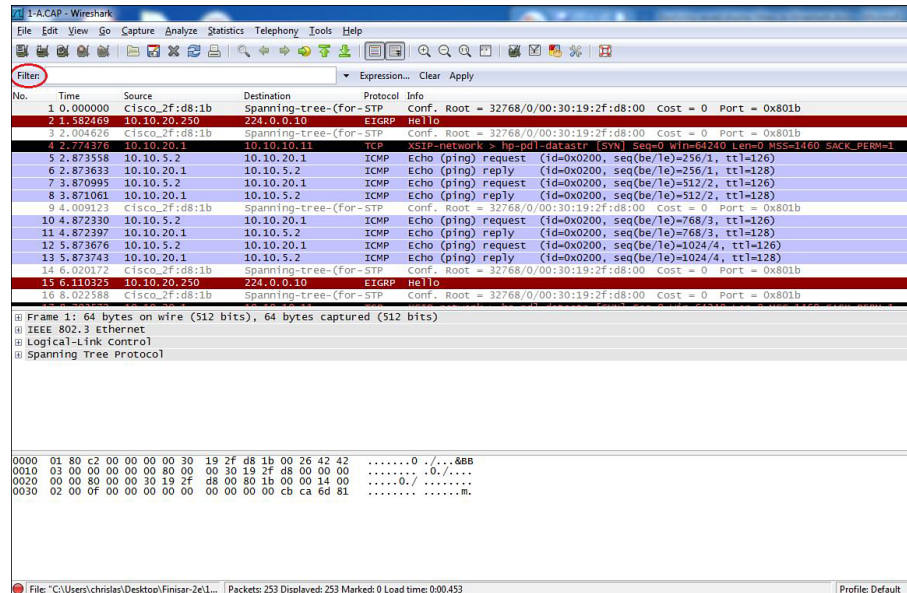 1-A.CAP - Wireshark
File Edit View Go Capture Analyze Statistics Telephony Tools Help
Filter: Expression... Clear Apply
No. Time Source Destination Protocol Info
1 0.000000 Cisco_2f:d8:1b Spanning-tree-(for- STP Conf. Root = 32768/0/00:30:19:2f:d8:00 Cost = 0 Port = 0x801b
2 1.582469 10.10.20.250 224.0.0.10 EIGRP Hello
3 2.004626 Cisco_2f:d8:1b Spanning-tree-(for- STP Conf. Root = 32768/0/00:30:19:2f:d8:00 Cost = 0 Port = 0x801b
4 2.774376 10.10.20.1 10.10.10.11 TCP XSIP-network > hp-pdl-datastr [SYN] Seq=0 Win=64240 Len=0 MSS=1460 SACK_PERM=1
5 2.873558 10.10.5.2 10.10.20.1 ICMP Echo (ping) request (id=0x0200, seq(be/le)=256/1, ttl=126)
6 2.873633 10.10.20.1 10.10.5.2 ICMP Echo (ping) reply (id=0x0200, seq(be/le)=256/1, ttl=128)
7 3.870995 10.10.5.2 10.10.20.1 ICMP Echo (ping) request (id=0x0200, seq(be/le)=512/2, ttl=126)
8 3.871061 10.10.20.1 10.10.5.2 ICMP Echo (ping) reply (id=0x0200, seq(be/le)=512/2, ttl=128)
9 4.009123 Cisco_2f:d8:1b Spanning-tree-(for- STP Conf. Root = 32768/0/00:30:19:2f:d8:00 Cost = 0 Port = 0x801b
10 4.872330 10.10.5.2 10.10.20.1 ICMP Echo (ping) request (id=0x0200, seq(be/le)=768/3, ttl=126)
11 4.872397 10.10.20.1 10.10.5.2 ICMP Echo (ping) reply (id=0x0200, seq(be/le)=768/3, ttl=128)
12 5.873676 10.10.5.2 10.10.20.1 ICMP Echo (ping) request (id=0x0200, seq(be/le)=1024/4, ttl=126)
13 5.873743 10.10.20.1 10.10.5.2 ICMP Echo (ping) reply (id=0x0200, seq(be/le)=1024/4, ttl=128)
14 6.020172 Cisco_2f:d8:1b Spanning-tree-(for- STP Conf. Root = 32768/0/00:30:19:2f:d8:00 Cost = 0 Port = 0x801b
15 6.110325 10.10.20.250 224.0.0.10 EIGRP Hello
16 8.022588 Cisco_2f:d8:1b Spanning-tree-(for- STP Conf. Root = 32768/0/00:30:19:2f:d8:00 Cost = 0 Port = 0x801b
Frame 1: 64 bytes on wire (512 bits), 64 bytes captured (512 bits)
IEEE 802.3 Ethernet
Logical-Link Control
Spanning Tree Protocol
0000 01 80 c2 00 00 00 00 30 19 2f d8 1b 00 26 42 42 .......0 ./...&BB
0010 03 00 00 00 00 00 80 00 00 30 19 2f d8 00 00 00 ........ .0./....
0020 00 00 80 00 00 30 19 2f d8 00 80 1b 00 00 14 00 .....0./ ........
0030 02 00 0f 00 00 00 00 00 00 00 00 00 cb ca 6d 81 ........ ......m.
File: "C:\Users\chrislas\Desktop\Finisar-2e\1... Packets: 253 Displayed: 253 Marked: 0 Load time: 0:00.453 Profile: Default